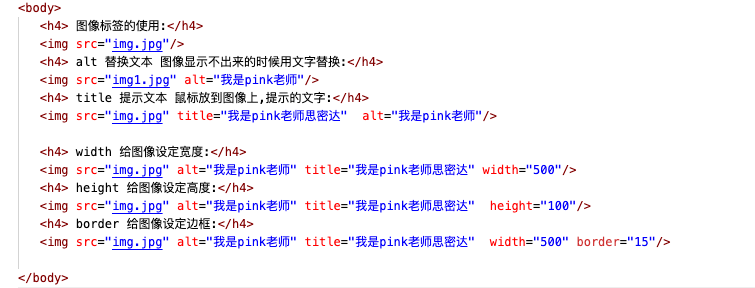 <body>
<h4> 图像标签的使用:</h4>
<img src="img.jpg"/>
<h4> alt 替换文本 图像显示不出来的时候用文字替换:</h4>
<img src="img1.jpg" alt="我是pink老师"/>
<h4> title 提示文本 鼠标放到图像上,提示的文字:</h4>
<img src="img.jpg" title="我是pink老师思密达"  alt="我是pink老师"/>
<h4> width 给图像设定宽度:</h4>
<img src="img.jpg" alt="我是pink老师" title="我是pink老师思密达" width="500"/>
<h4> height 给图像设定高度:</h4>
<img src="img.jpg" alt="我是pink老师" title="我是pink老师思密达"  height="100"/>
<h4> border 给图像设定边框:</h4>
<img src="img.jpg" alt="我是pink老师" title="我是pink老师思密达"  width="500" border="15"/>
</body>